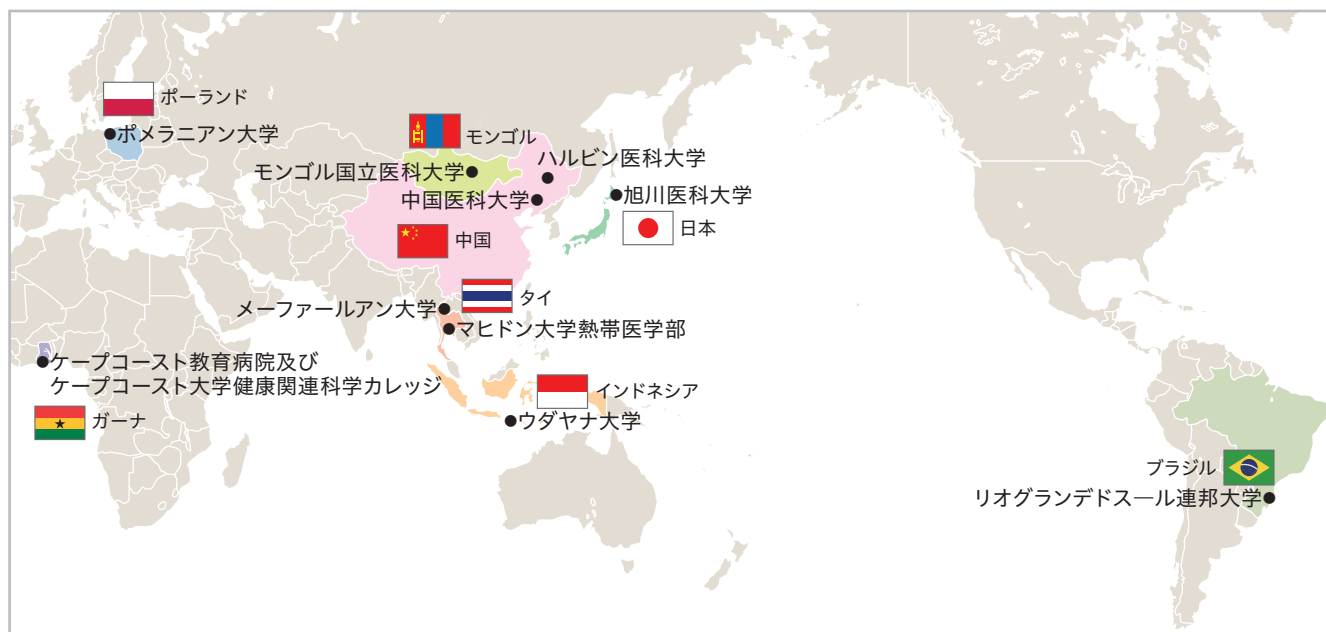 ポーランド
●ポメラニアン大学
モンゴル
モンゴル国立医科大学●
ハルビン医科大学
中国医科大学●
●旭川医科大学
日本
中国
タイ
メーファールアン大学●
●マヒドン大学熱帯医学部
●ケープコースト教育病院及び
ケープコースト大学健康関連科学カレッジ
ガーナ
インドネシア
●ウダヤナ大学
ブラジル
リオグランデドスール連邦大学●